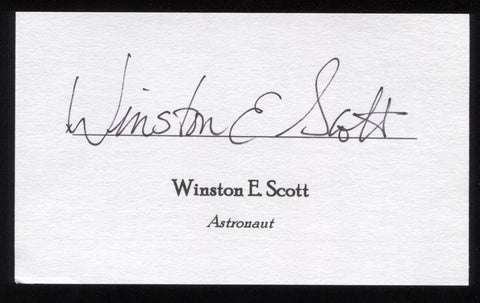 Winston E Scott
Winston E. Scott
Astronaut